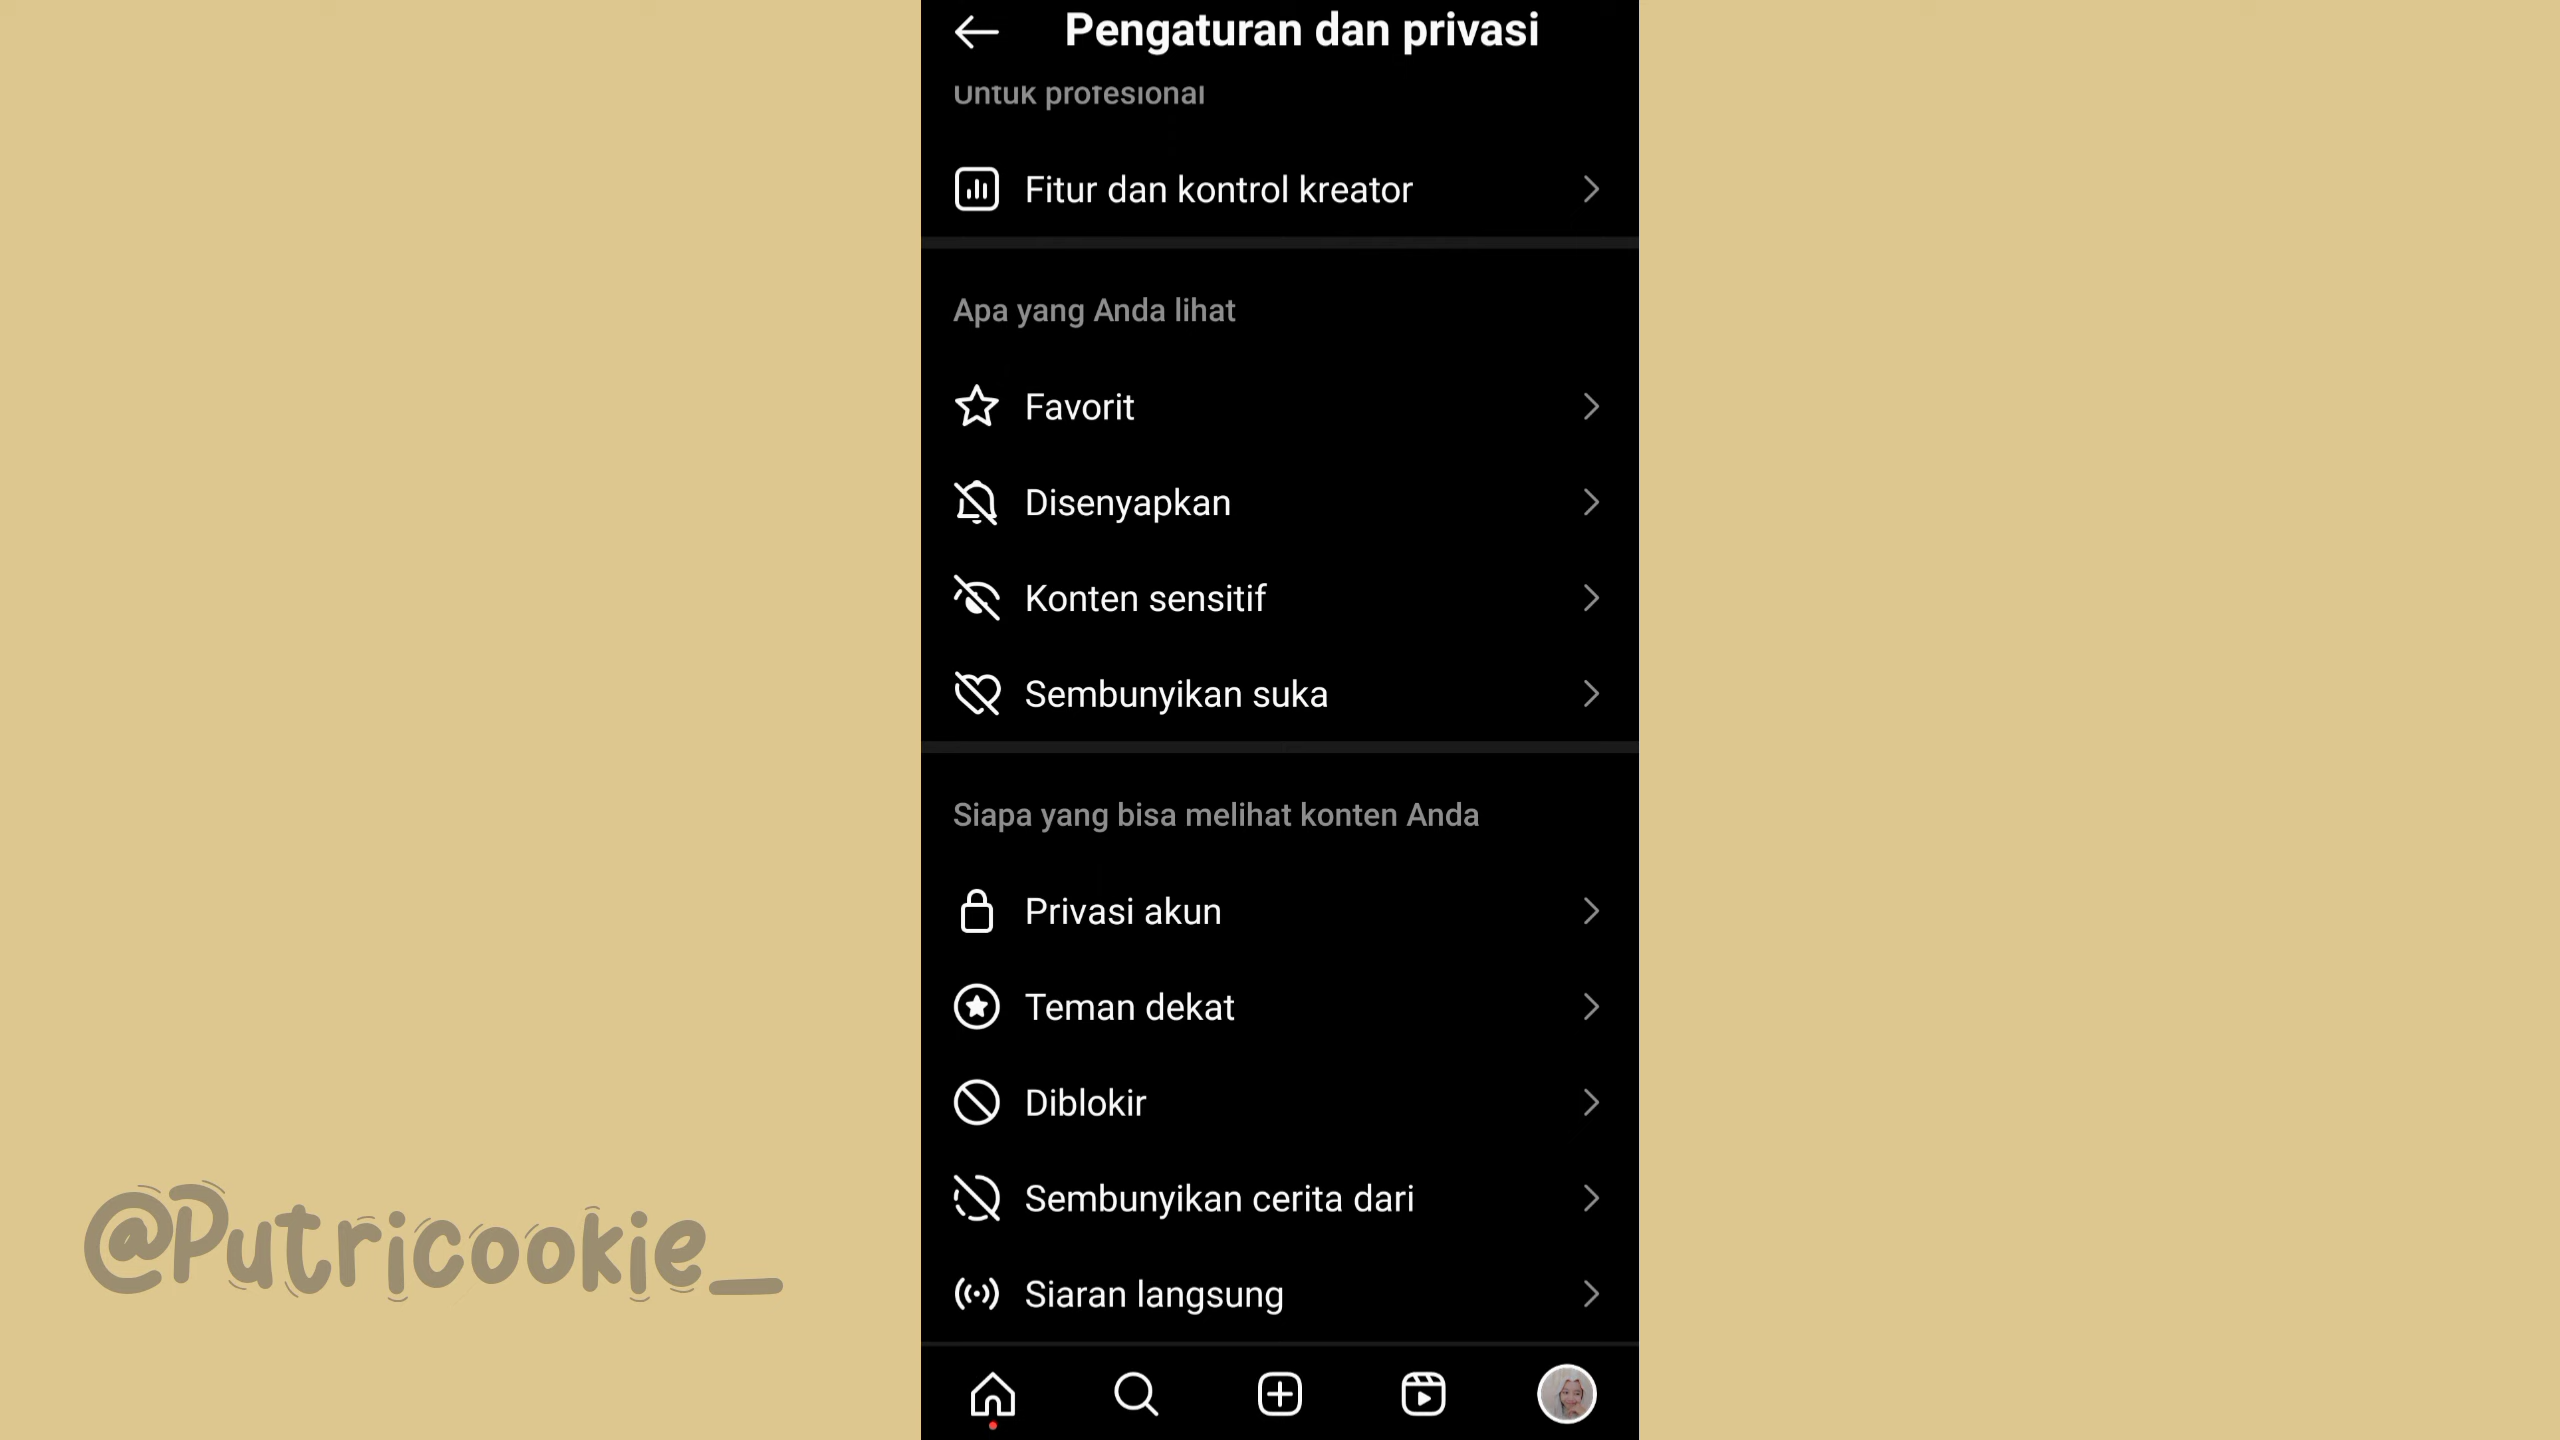 Pengaturan dan privasi
Untuk profesional
Fitur dan kontrol kreator
Apa yang Anda lihat
Favorit
Disenyapkan
Konten sensitif
Sembunyikan suka
Siapa yang bisa melihat konten Anda
Privasi akun
Teman dekat
Diblokir
Sembunyikan cerita dari
Siaran langsung
@Putricookie_